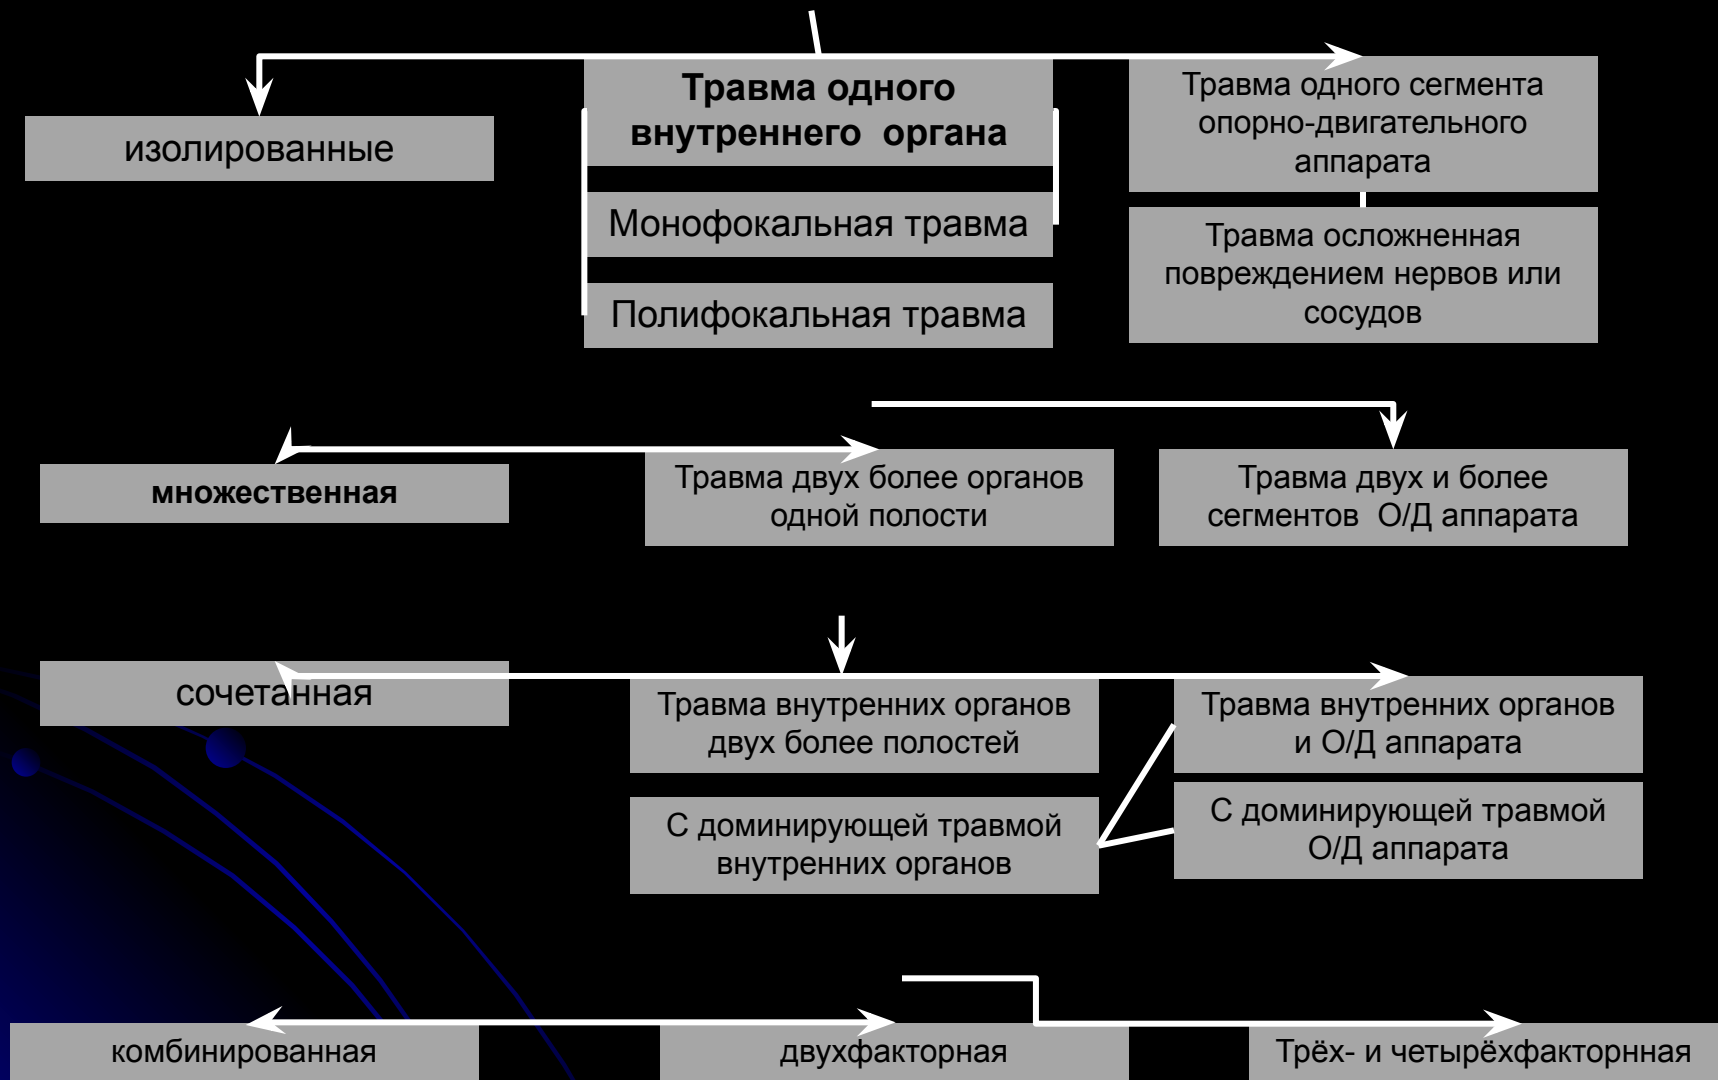 изолированные
Травма одного
внутреннего органа
Монофокальная травма
Полифокальная травма
Травма одного сегмента
опорно-двигательного
аппарата
Травма осложненная
повреждением нервов или
сосудов
множественная
Травма двух более органов
одной полости
Травма двух и более
сегментов О/Д аппарата
сочетанная
Травма внутренних органов
двух более полостей
С доминирующей травмой
внутренних органов
Травма внутренних органов
и О/Д аппарата
С доминирующей травмой
О/Д аппарата
комбинированная
двухфакторная
Трёх- и четырёхфакторнная